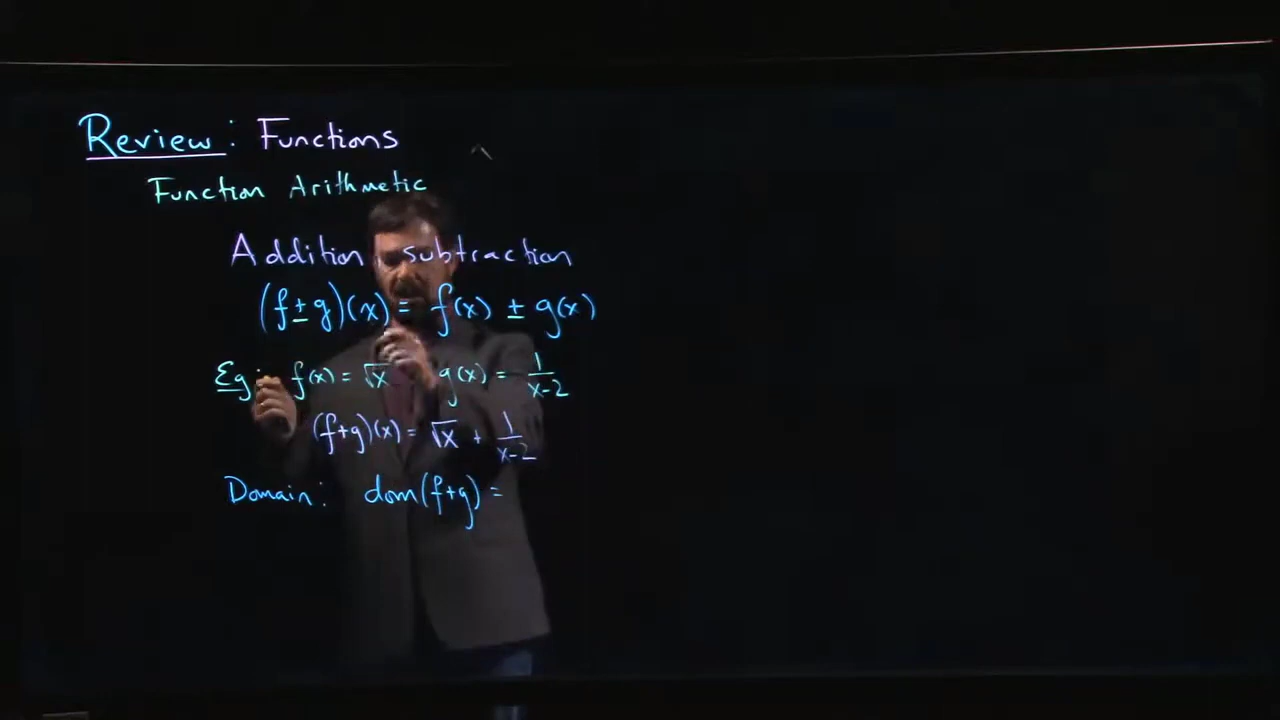 Review: Functions
Function Arithmetic
Addition, subtraction
(f±g)(x) = f(x) ± g(x)
Eg: f(x) = √x g(x) = 1/(x-2)
(f+g)(x) = √x + 1/(x-2)
Domain: dom(f+g) =